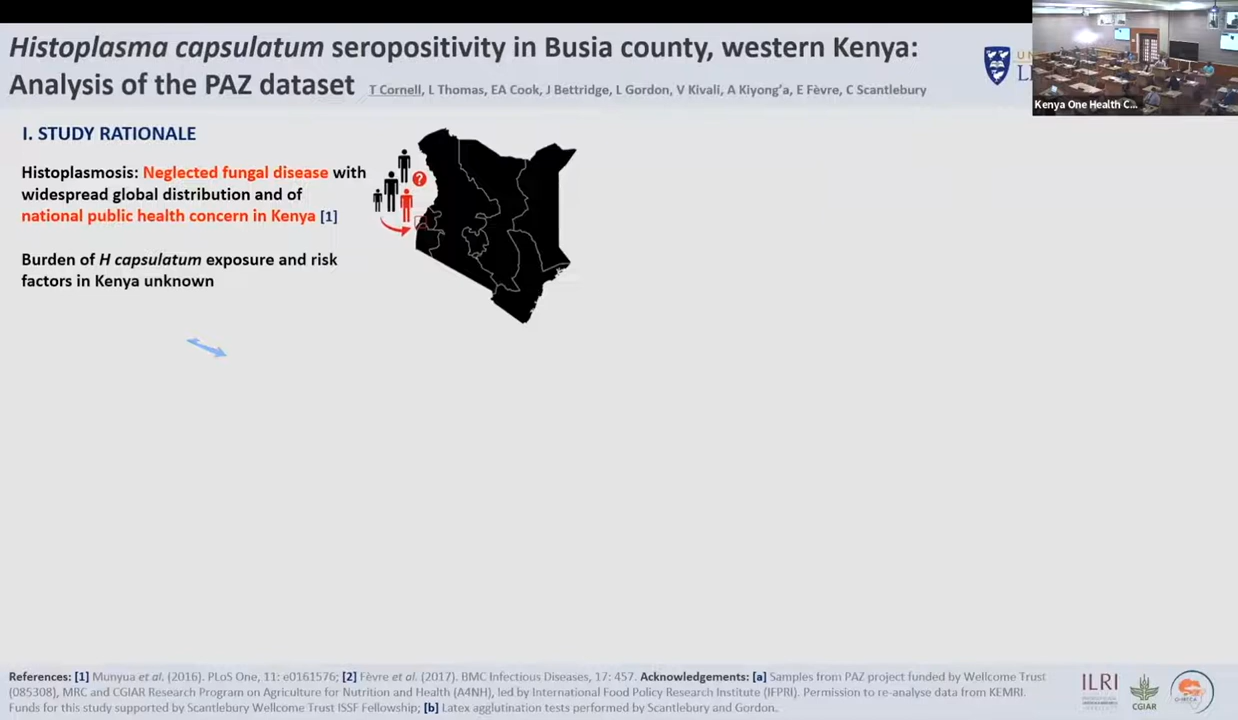 Histoplasma capsulatum seropositivity in Busia county, western Kenya:
Analysis of the PAZ dataset T Cornell, L Thomas, EA Cook, J Bettridge, L Gordon, V Kivali, A Kiyong'a, E Fèvre, C Scantlebury
Kenya One Health C...
I. STUDY RATIONALE
Histoplasmosis: Neglected fungal disease with
widespread global distribution and of
national public health concern in Kenya [1]
Burden of H capsulatum exposure and risk
factors in Kenya unknown
?
References: [1] Munyua et al. (2016). PLoS One, 11: e0161576; [2] Fèvre et al. (2017). BMC Infectious Diseases, 17: 457. Acknowledgements: [a] Samples from PAZ project funded by Wellcome Trust
(085308), MRC and CGIAR Research Program on Agriculture for Nutrition and Health (A4NH), led by International Food Policy Research Institute (IFPRI). Permission to re-analyse data from KEMRI.
Funds for this study supported by Scantlebury Wellcome Trust ISSF Fellowship; [b] Latex agglutination tests performed by Scantlebury and Gordon.
ILRI
CGIAR